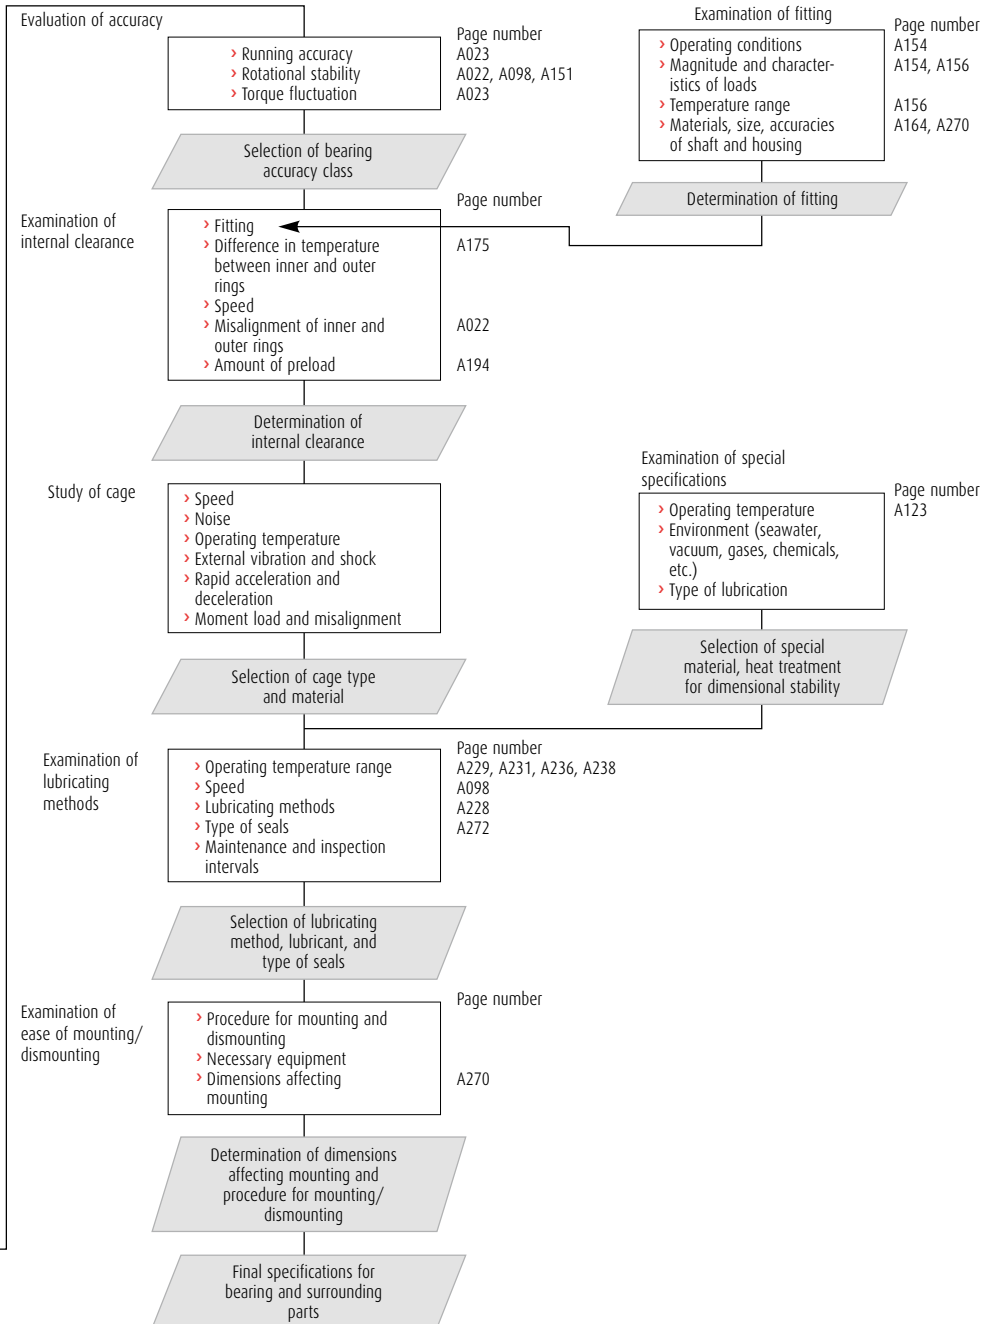 Evaluation of accuracy
Page number
› Running accuracy
A023
› Rotational stability
A022, A098, A151
› Torque fluctuation
A023
Selection of bearing
accuracy class
Examination of fitting
Page number
› Operating conditions
A154
› Magnitude and character-
istics of loads
A154, A156
› Temperature range
A156
› Materials, size, accuracies
of shaft and housing
A164, A270
Determination of fitting
Examination of
internal clearance
Page number
› Fitting
› Difference in temperature
between inner and outer
rings
A175
› Speed
› Misalignment of inner and
outer rings
A022
› Amount of preload
A194
Determination of
internal clearance
Study of cage
› Speed
› Noise
› Operating temperature
› External vibration and shock
› Rapid acceleration and
deceleration
› Moment load and misalignment
Selection of cage type
and material
Examination of special
specifications
Page number
› Operating temperature
A123
› Environment (seawater,
vacuum, gases, chemicals,
etc.)
› Type of lubrication
Selection of special
material, heat treatment
for dimensional stability
Examination of
lubricating
methods
Page number
› Operating temperature range
A229, A231, A236, A238
› Speed
A098
› Lubricating methods
A228
› Type of seals
A272
› Maintenance and inspection
intervals
Selection of lubricating
method, lubricant, and
type of seals
Examination of
ease of mounting/
dismounting
Page number
› Procedure for mounting and
dismounting
› Necessary equipment
› Dimensions affecting
mounting
A270
Determination of dimensions
affecting mounting and
procedure for mounting/
dismounting
Final specifications for
bearing and surrounding
parts